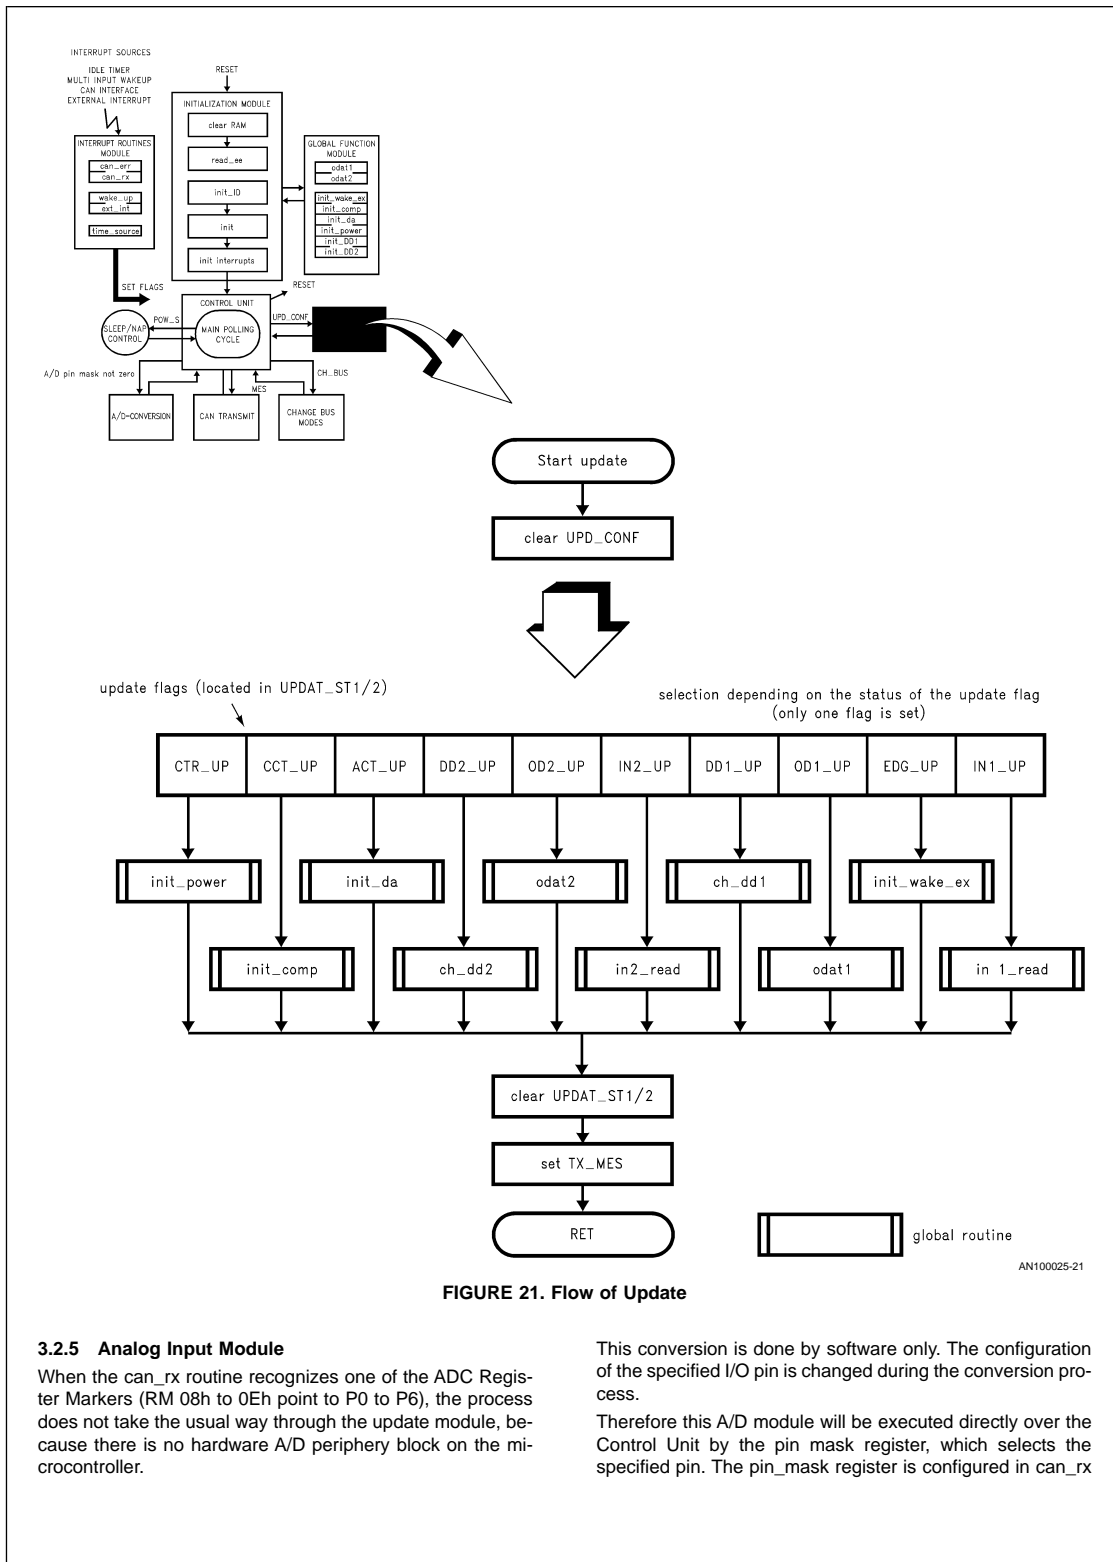 INTERRUPT SOURCES
IDLE TIMER
MULTI INPUT WAKEUP
CAN INTERFACE
EXTERNAL INTERRUPT
INTERRUPT ROUTINES
MODULE
can_err
can_rx
wake_up
ext_int
time_source
SET FLAGS
RESET
INITIALIZATION MODULE
clear RAM
read_ee
init_ID
init
init interrupts
GLOBAL FUNCTION
MODULE
odat1
odat2
init_wake_ex
init_comp
init_da
init_power
init_DD1
init_DD2
RESET
CONTROL UNIT
MAIN POLLING
CYCLE
POW_S
SLEEP/NAP
CONTROL
UPD_CONF
A/D pin mask not zero
CH_BUS
MES
A/D-CONVERSION
CAN TRANSMIT
CHANGE BUS
MODES
Start update
clear UPD_CONF
update flags (located in UPDAT_ST1/2)
selection depending on the status of the update flag
(only one flag is set)
CTR_UP CCT_UP ACT_UP DD2_UP OD2_UP IN2_UP DD1_UP OD1_UP EDG_UP IN1_UP
init_power init_da odat2 ch_dd1 init_wake_ex
init_comp ch_dd2 in2_read odat1 in 1_read
clear UPDAT_ST1/2
set TX_MES
RET
global routine
AN100025-21
FIGURE 21. Flow of Update
3.2.5 Analog Input Module
When the can_rx routine recognizes one of the ADC Regis-
ter Markers (RM 08h to 0Eh point to P0 to P6), the process
does not take the usual way through the update module, be-
cause there is no hardware A/D periphery block on the mi-
crocontroller.
This conversion is done by software only. The configuration
of the specified I/O pin is changed during the conversion pro-
cess.
Therefore this A/D module will be executed directly over the
Control Unit by the pin mask register, which selects the
specified pin. The pin_mask register is configured in can_rx